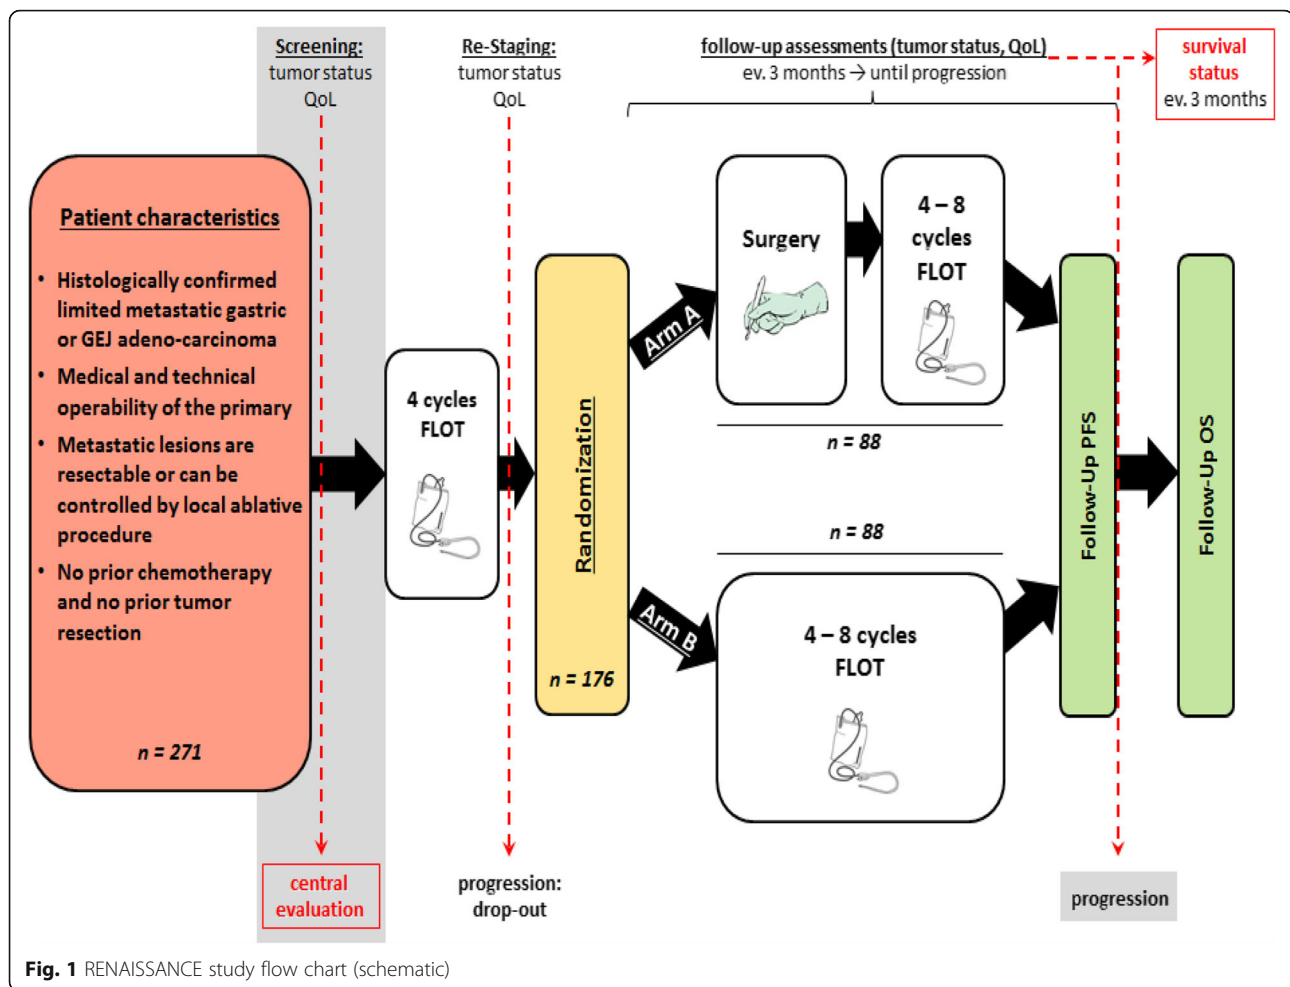 Screening:
tumor status
QoL
Re-Staging:
tumor status
QoL
follow-up assessments (tumor status, QoL)
ev. 3 months → until progression
survival
status
ev. 3 months
Patient characteristics
• Histologically confirmed
limited metastatic gastric
or GEJ adeno-carcinoma
• Medical and technical
operability of the primary
• Metastatic lesions are
resectable or can be
controlled by local ablative
procedure
• No prior chemotherapy
and no prior tumor
resection
n = 271
4 cycles
FLOT
Randomization
n = 176
Arm A
Surgery
4 – 8
cycles
FLOT
n = 88
n = 88
Arm B
4 – 8 cycles
FLOT
Follow-Up PFS
Follow-Up OS
central
evaluation
progression:
drop-out
progression
Fig. 1 RENAISSANCE study flow chart (schematic)